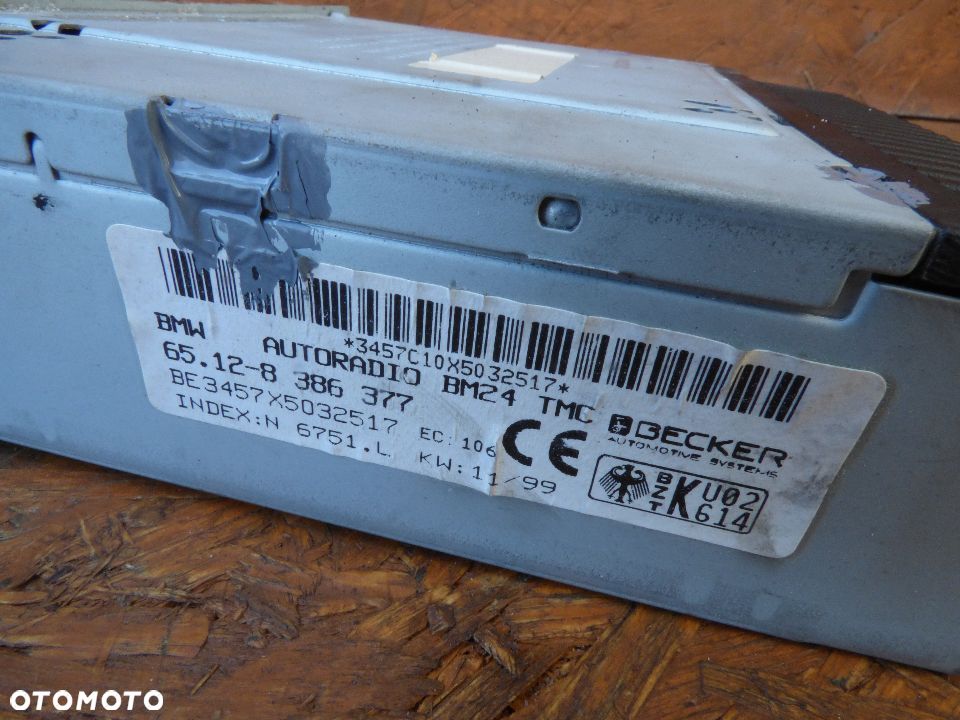 *3457C10X5032517*
BMW AUTORADIO BM24 TMC
65.12-8 386 377
BE3457X5032517 EC: 106
INDEX:N 6751.L KW:11/99
CE
BECKER
AUTOMOTIVE SYSTEMS
BZT K U02 614
OTOMOTO